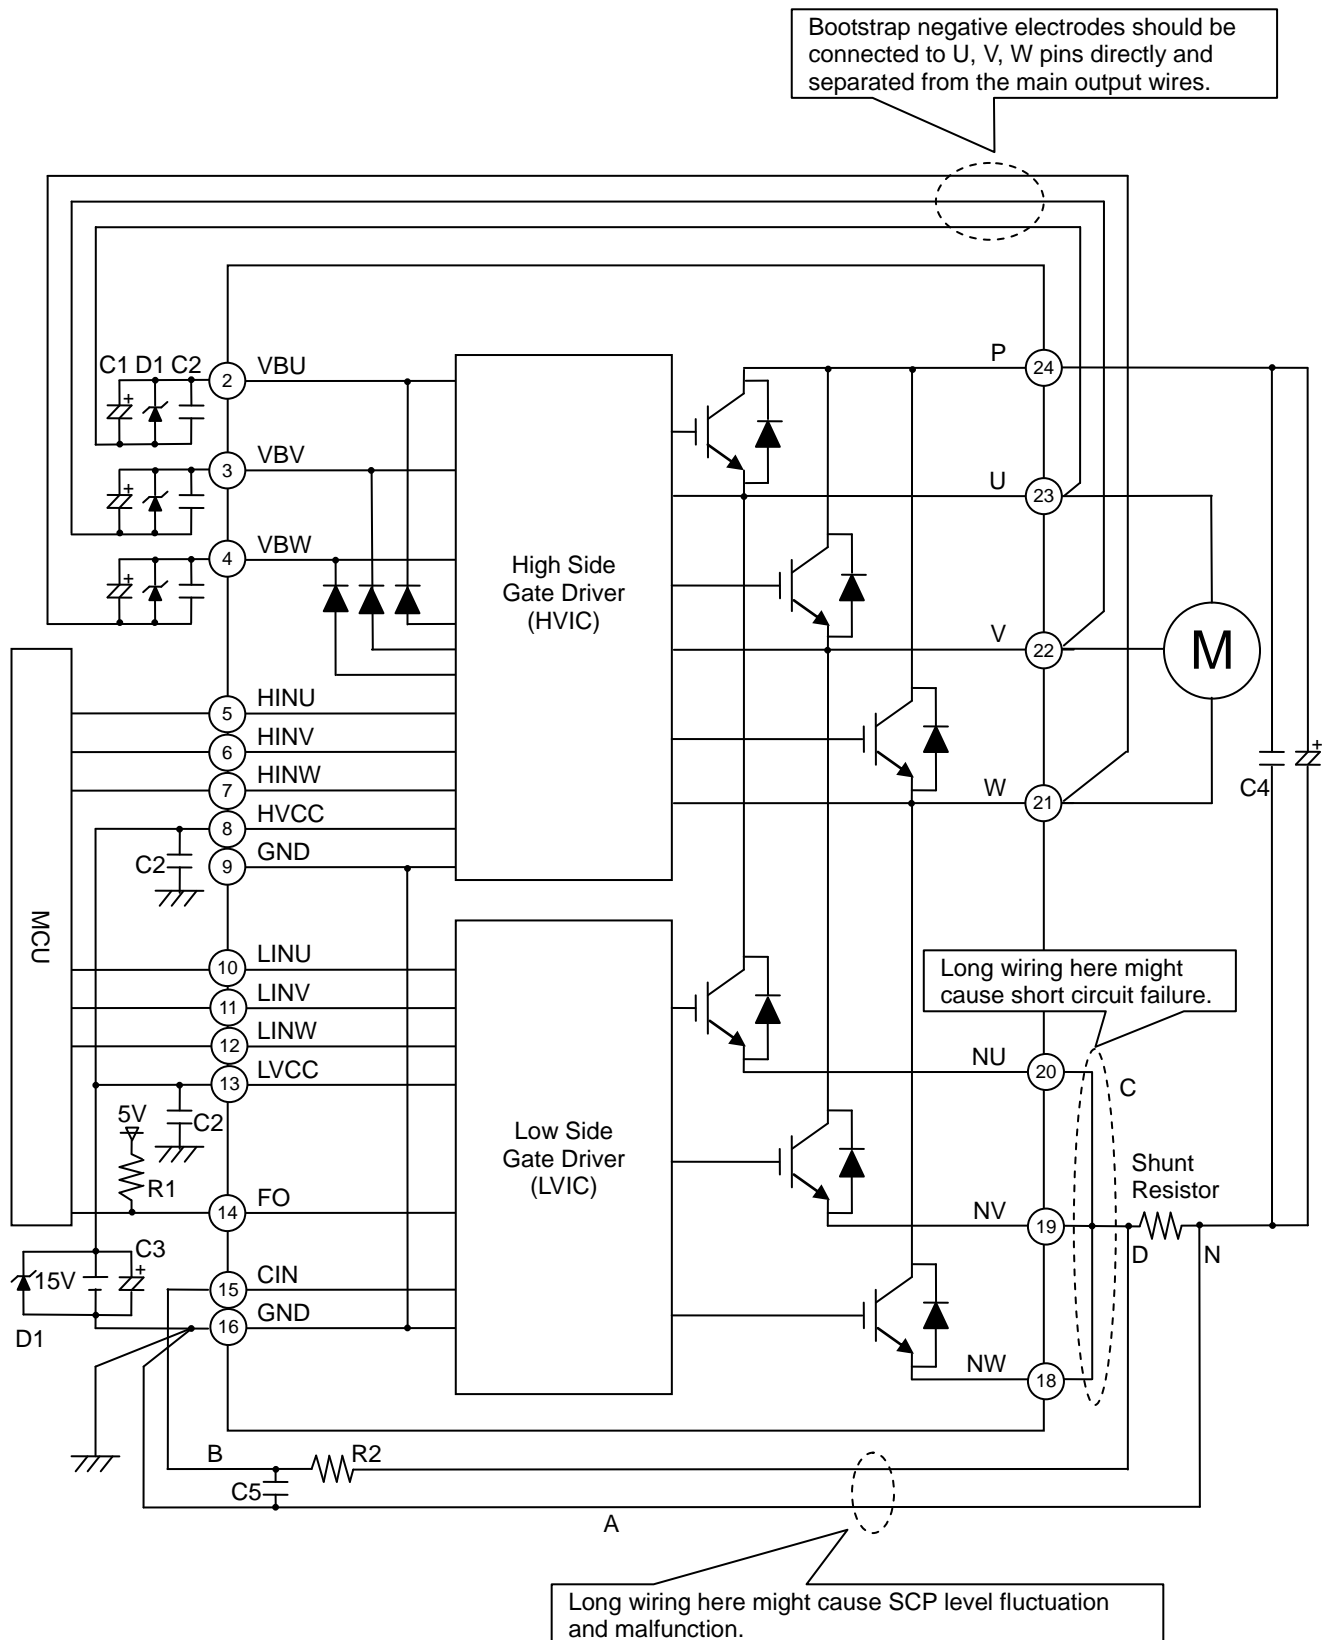 Bootstrap negative electrodes should be
connected to U, V, W pins directly and
separated from the main output wires.
C1 D1 C2
2
VBU
P
24
+
3
VBV
U
23
+
4
VBW
+
High Side
Gate Driver
(HVIC)
V
22
M
MCU
5
HINU
6
HINV
7
HINW
8
HVCC
C2
9
GND
W
21
C4
+
10
LINU
11
LINV
12
LINW
13
LVCC
C2
5V
R1
14
FO
Low Side
Gate Driver
(LVIC)
Long wiring here might
cause short circuit failure.
NU
20
C
Shunt
Resistor
NV
19
D
N
C3
+
15V
D1
15
CIN
16
GND
NW
18
B
R2
C5
A
Long wiring here might cause SCP level fluctuation
and malfunction.